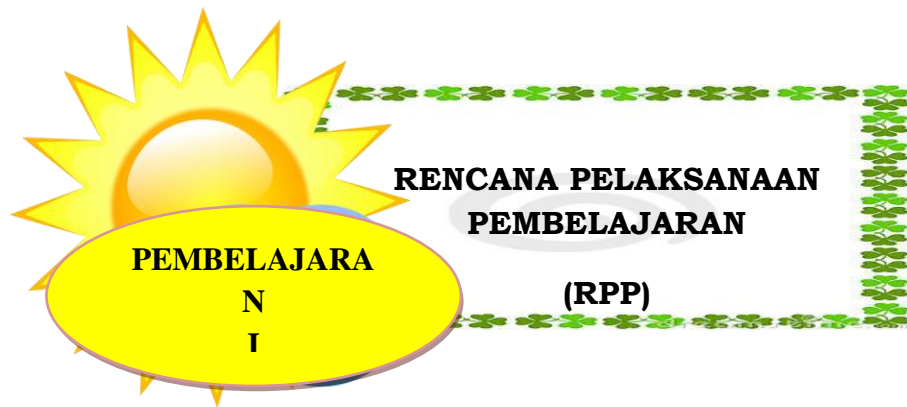 RENCANA PELAKSANAAN
PEMBELAJARAN
(RPP)
PEMBELAJARA
N
I